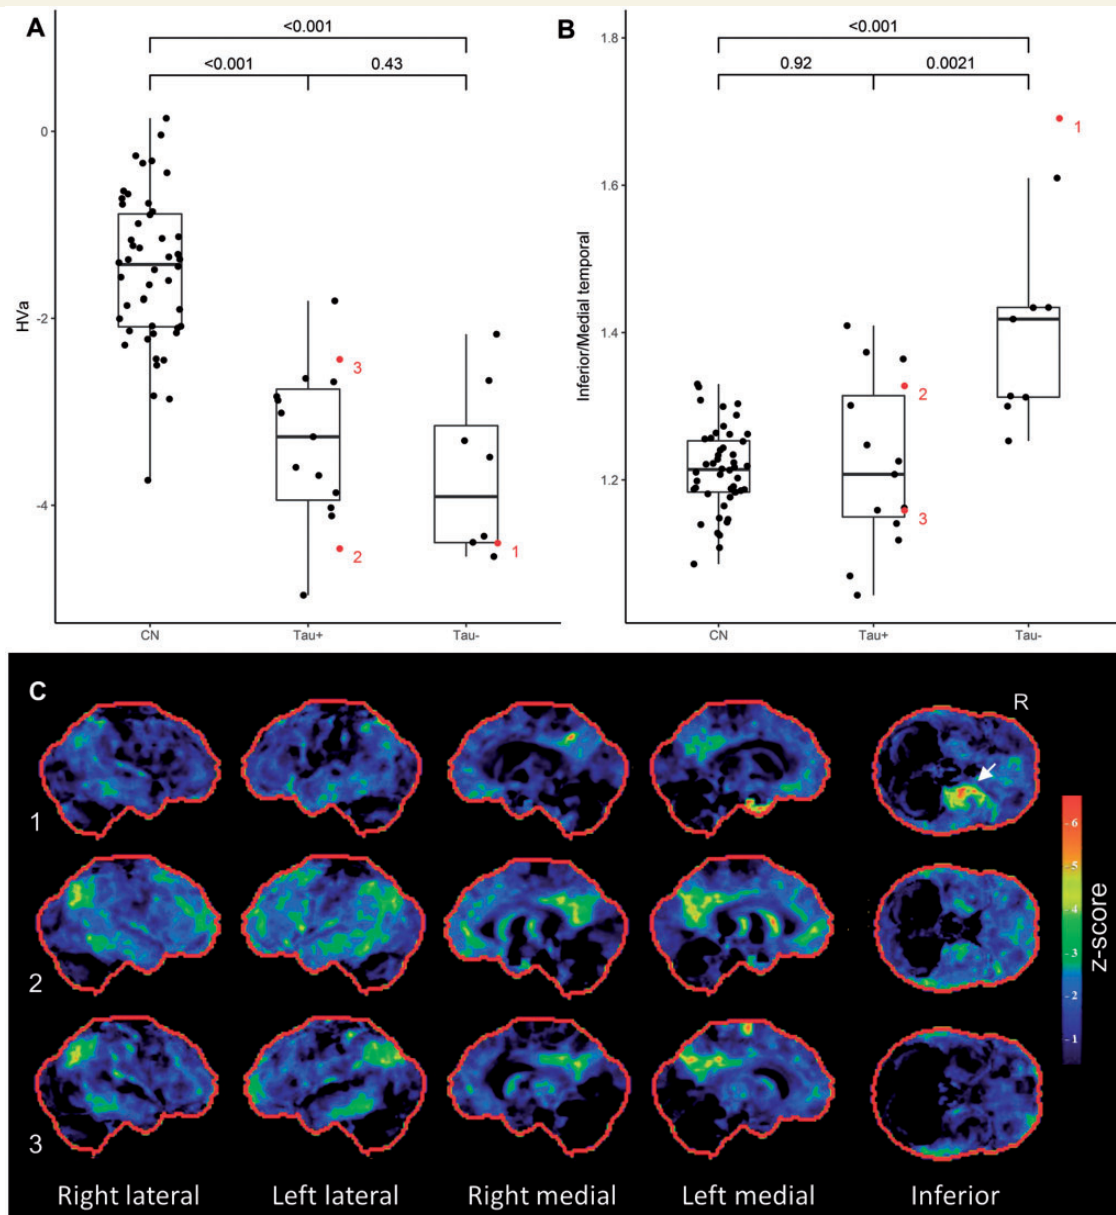 A
<0.001
<0.001
0.43
HVa
0
-2
-4
3
2
1
CN
Tau+
Tau-
B
<0.001
0.92
0.0021
Inferior/Medial temporal
1.8
1.6
1.4
1.2
1
2
3
CN
Tau+
Tau-
C
R
1
2
3
6
5
4
3
2
1
z-score
Right lateral
Left lateral
Right medial
Left medial
Inferior